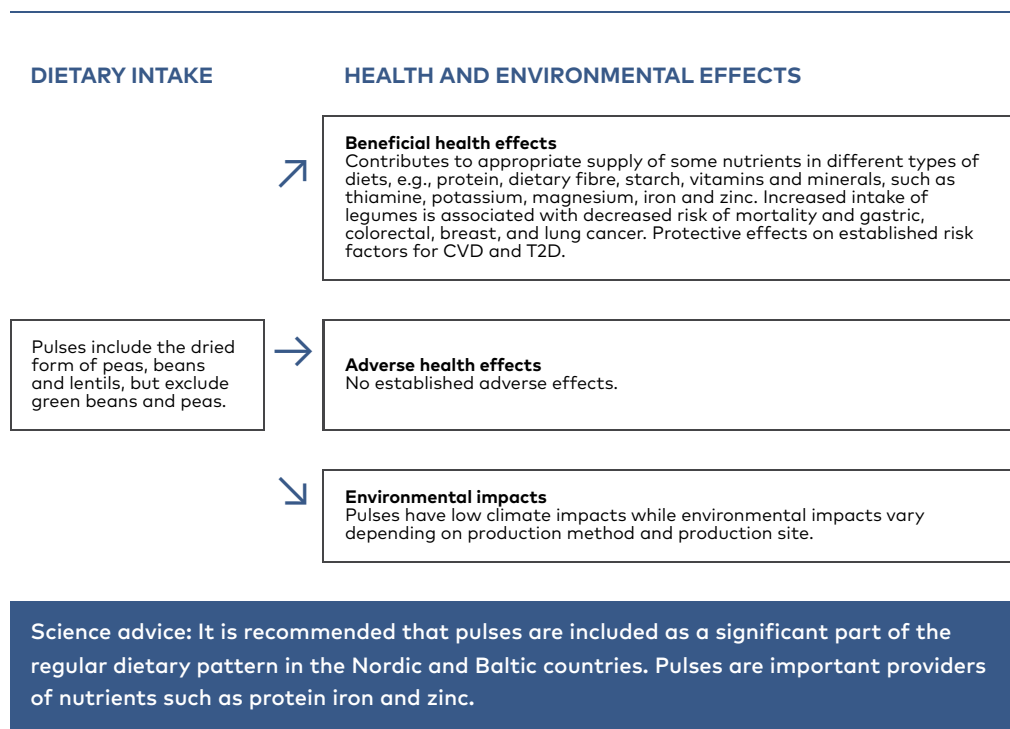 DIETARY INTAKE
HEALTH AND ENVIRONMENTAL EFFECTS
Beneficial health effects
Contributes to appropriate supply of some nutrients in different types of
diets, e.g., protein, dietary fibre, starch, vitamins and minerals, such as
thiamine, potassium, magnesium, iron and zinc. Increased intake of
legumes is associated with decreased risk of mortality and gastric,
colorectal, breast, and lung cancer. Protective effects on established risk
factors for CVD and T2D.
Pulses include the dried
form of peas, beans
and lentils, but exclude
green beans and peas.
Adverse health effects
No established adverse effects.
Environmental impacts
Pulses have low climate impacts while environmental impacts vary
depending on production method and production site.
Science advice: It is recommended that pulses are included as a significant part of the
regular dietary pattern in the Nordic and Baltic countries. Pulses are important providers
of nutrients such as protein iron and zinc.